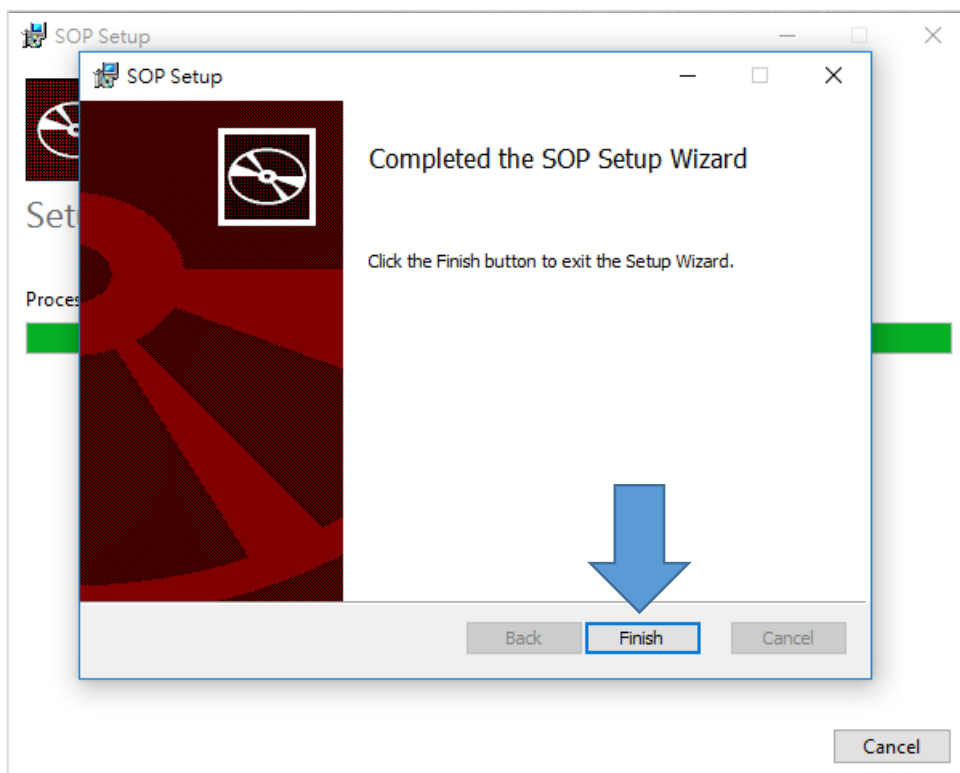 SOP Setup
SOP Setup
Completed the SOP Setup Wizard
Click the Finish button to exit the Setup Wizard.
Back Finish Cancel
Cancel